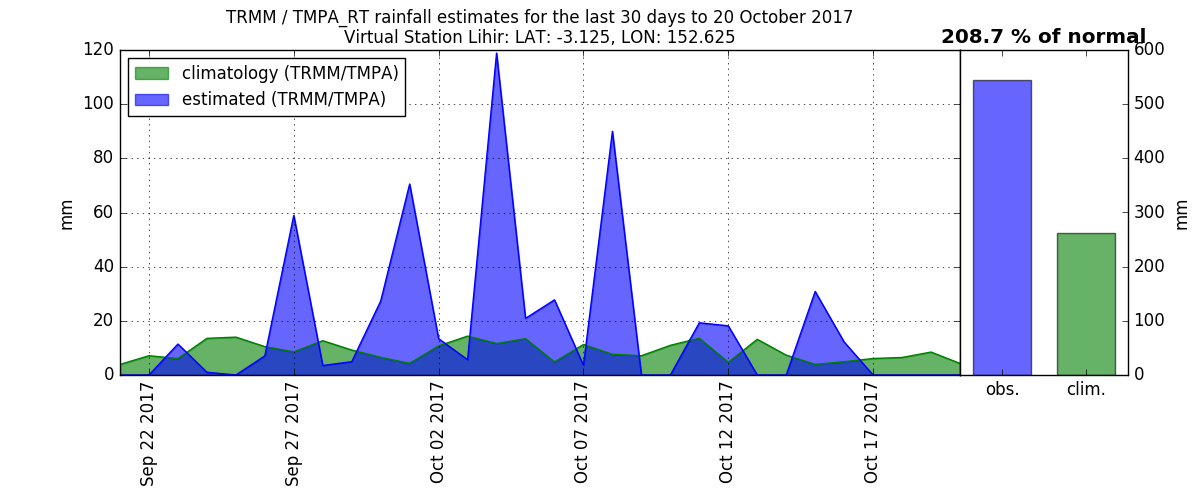 TRMM / TMPA_RT rainfall estimates for the last 30 days to 20 October 2017
Virtual Station Lihir: LAT: -3.125, LON: 152.625
208.7 % of normal
climatology (TRMM/TMPA)
estimated (TRMM/TMPA)
120
100
80
60
40
20
0
mm
Sep 22 2017
Sep 27 2017
Oct 02 2017
Oct 07 2017
Oct 12 2017
Oct 17 2017
600
500
400
300
200
100
0
mm
obs.
clim.